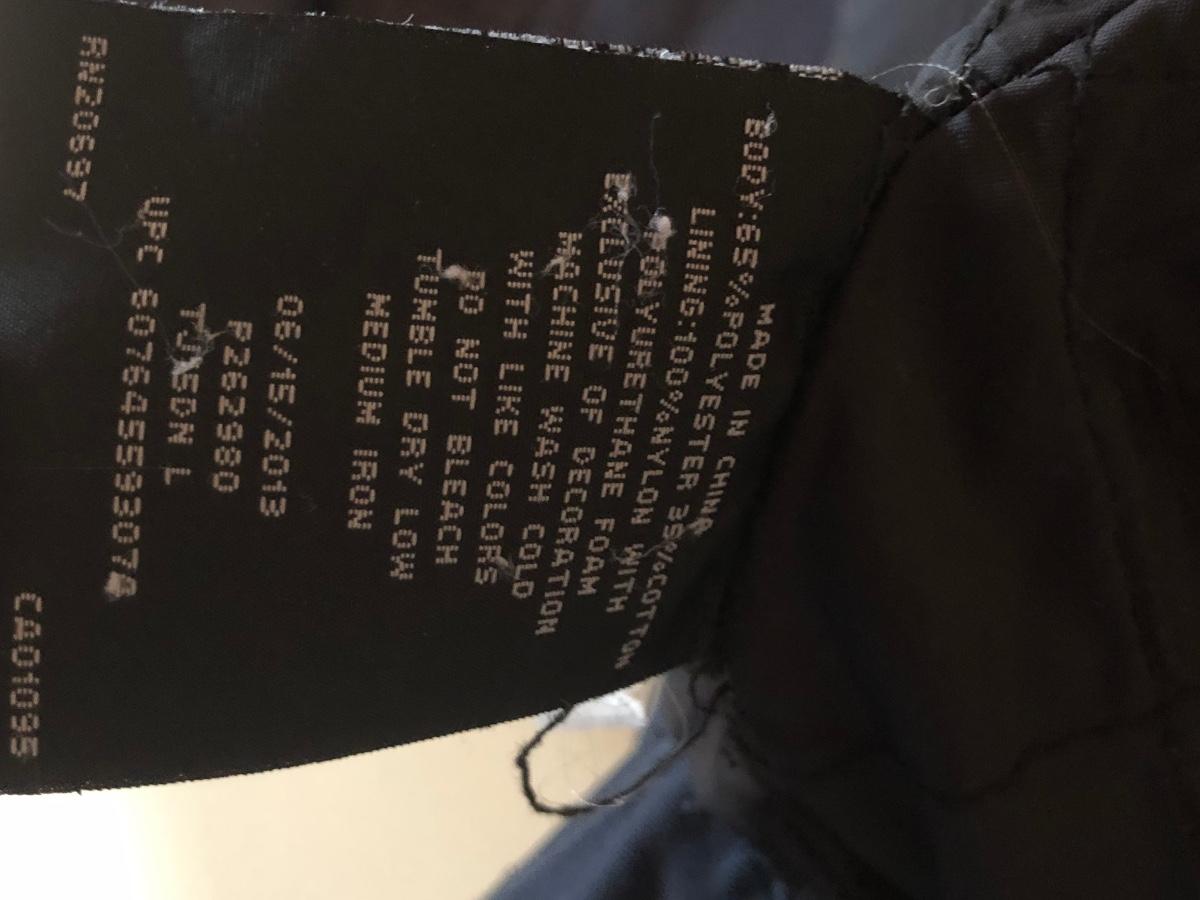 MADE IN CHINA
BODY:65%POLYESTER 35%COTTON
LINING:100%NYLON WITH
POLYURETHANE FOAM
EXCLUSIVE OF DECORATION
MACHINE WASH COLD
WITH LIKE COLORS
DO NOT BLEACH
TUMBLE DRY LOW
MEDIUM IRON
06/15/2013
P262980
L
UPC
RN20697
CA01095